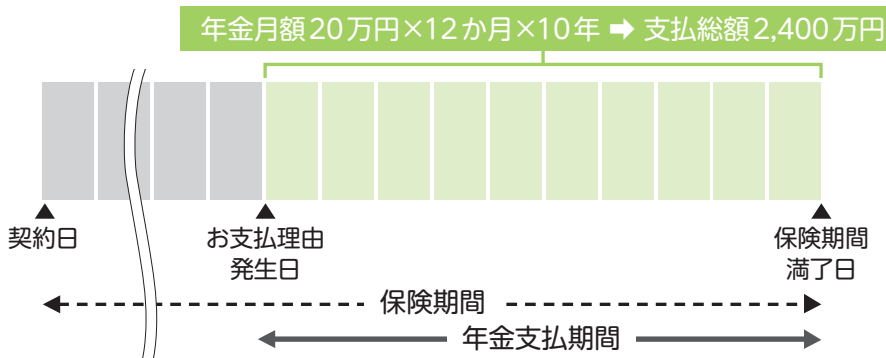 年金月額20万円×12か月×10年 ➡ 支払総額2,400万円
契約日
お支払理由
発生日
保険期間
満了日
保険期間
年金支払期間